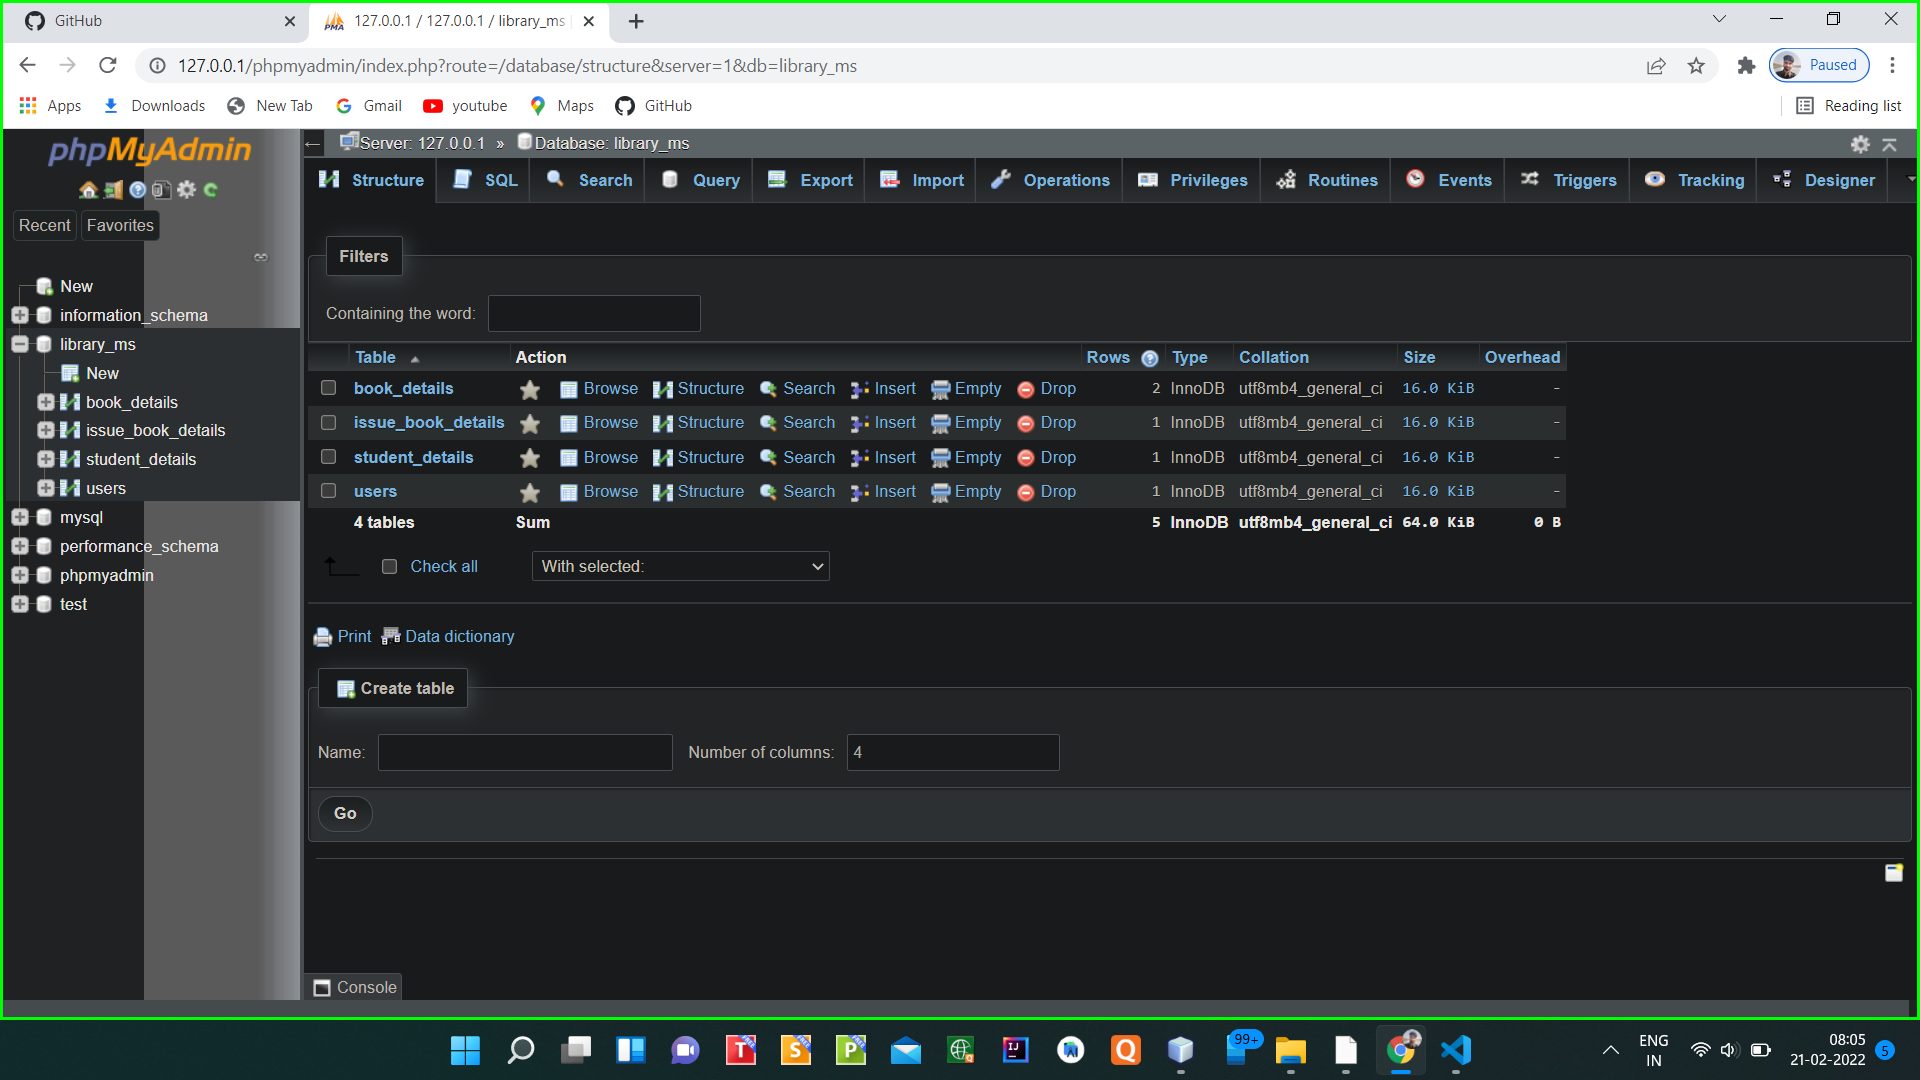 GitHub
127.0.0.1 / 127.0.0.1 / library_ms
127.0.0.1/phpmyadmin/index.php?route=/database/structure&server=1&db=library_ms
Paused
Apps Downloads New Tab Gmail youtube Maps GitHub Reading list
phpMyAdmin
Recent Favorites
New
information_schema
library_ms
New
book_details
issue_book_details
student_details
users
mysql
performance_schema
phpmyadmin
test
Server: 127.0.0.1 » Database: library_ms
Structure SQL Search Query Export Import Operations Privileges Routines Events Triggers Tracking Designer
Filters
Containing the word:
Table Action Rows Type Collation Size Overhead
book_details Browse Structure Search Insert Empty Drop 2 InnoDB utf8mb4_general_ci 16.0 KiB -
issue_book_details Browse Structure Search Insert Empty Drop 1 InnoDB utf8mb4_general_ci 16.0 KiB -
student_details Browse Structure Search Insert Empty Drop 1 InnoDB utf8mb4_general_ci 16.0 KiB -
users Browse Structure Search Insert Empty Drop 1 InnoDB utf8mb4_general_ci 16.0 KiB -
4 tables Sum 5 InnoDB utf8mb4_general_ci 64.0 KiB 0 B
Check all With selected:
Print Data dictionary
Create table
Name: Number of columns: 4
Go
Console
99+
ENG
IN
08:05
21-02-2022
5